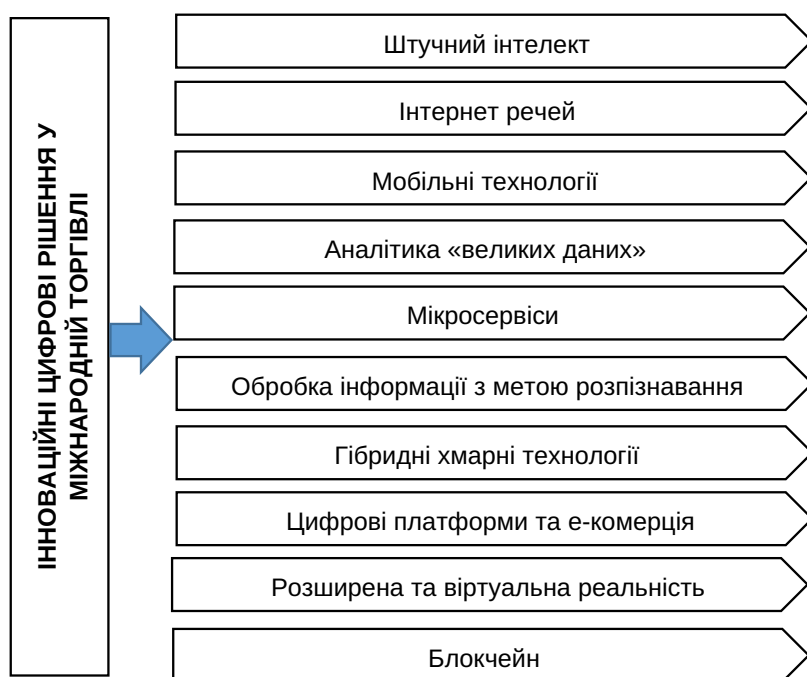 ІННОВАЦІЙНІ ЦИФРОВІ РІШЕННЯ У
МІЖНАРОДНІЙ ТОРГІВЛІ
Штучний інтелект
Інтернет речей
Мобільні технології
Аналітика «великих даних»
Мікросервіси
Обробка інформації з метою розпізнавання
Гібридні хмарні технології
Цифрові платформи та е-комерція
Розширена та віртуальна реальність
Блокчейн